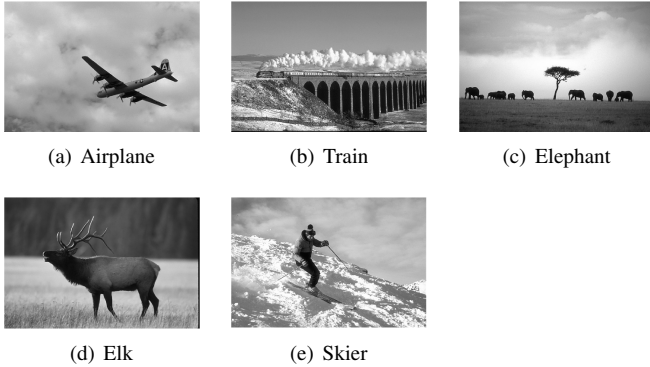 A
(a) Airplane
(b) Train
(c) Elephant
(d) Elk
(e) Skier